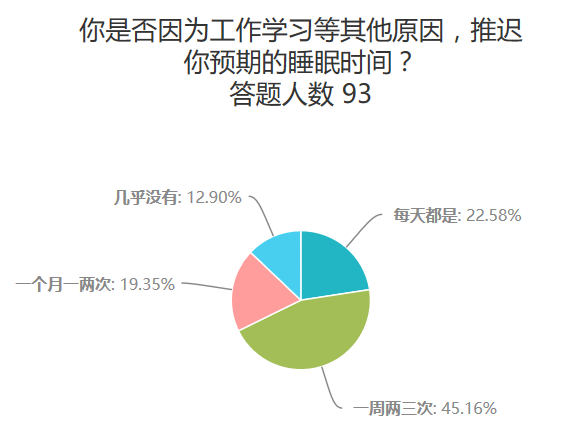 你是否因为工作学习等其他原因，推迟
你预期的睡眠时间？
答题人数 93
几乎没有: 12.90%
每天都是: 22.58%
一个月一两次: 19.35%
一周两三次: 45.16%